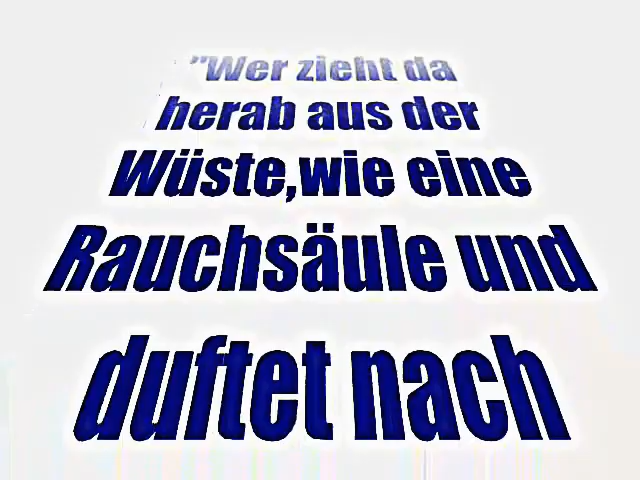 "Wer zieht da
herab aus der
Wüste,wie eine
Rauchsäule und
duftet nach